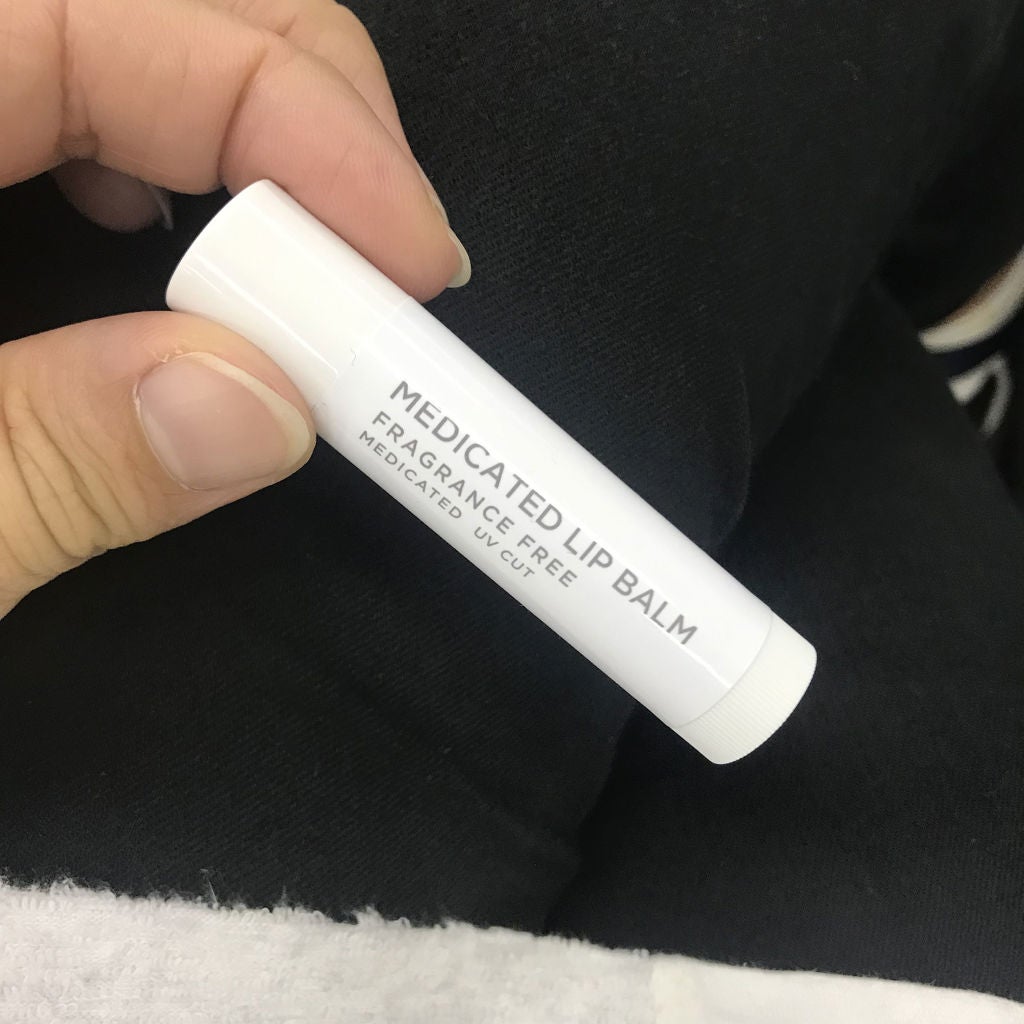 MEDICATED LIP BALM
FRAGRANCE FREE
MEDICATED UV CUT